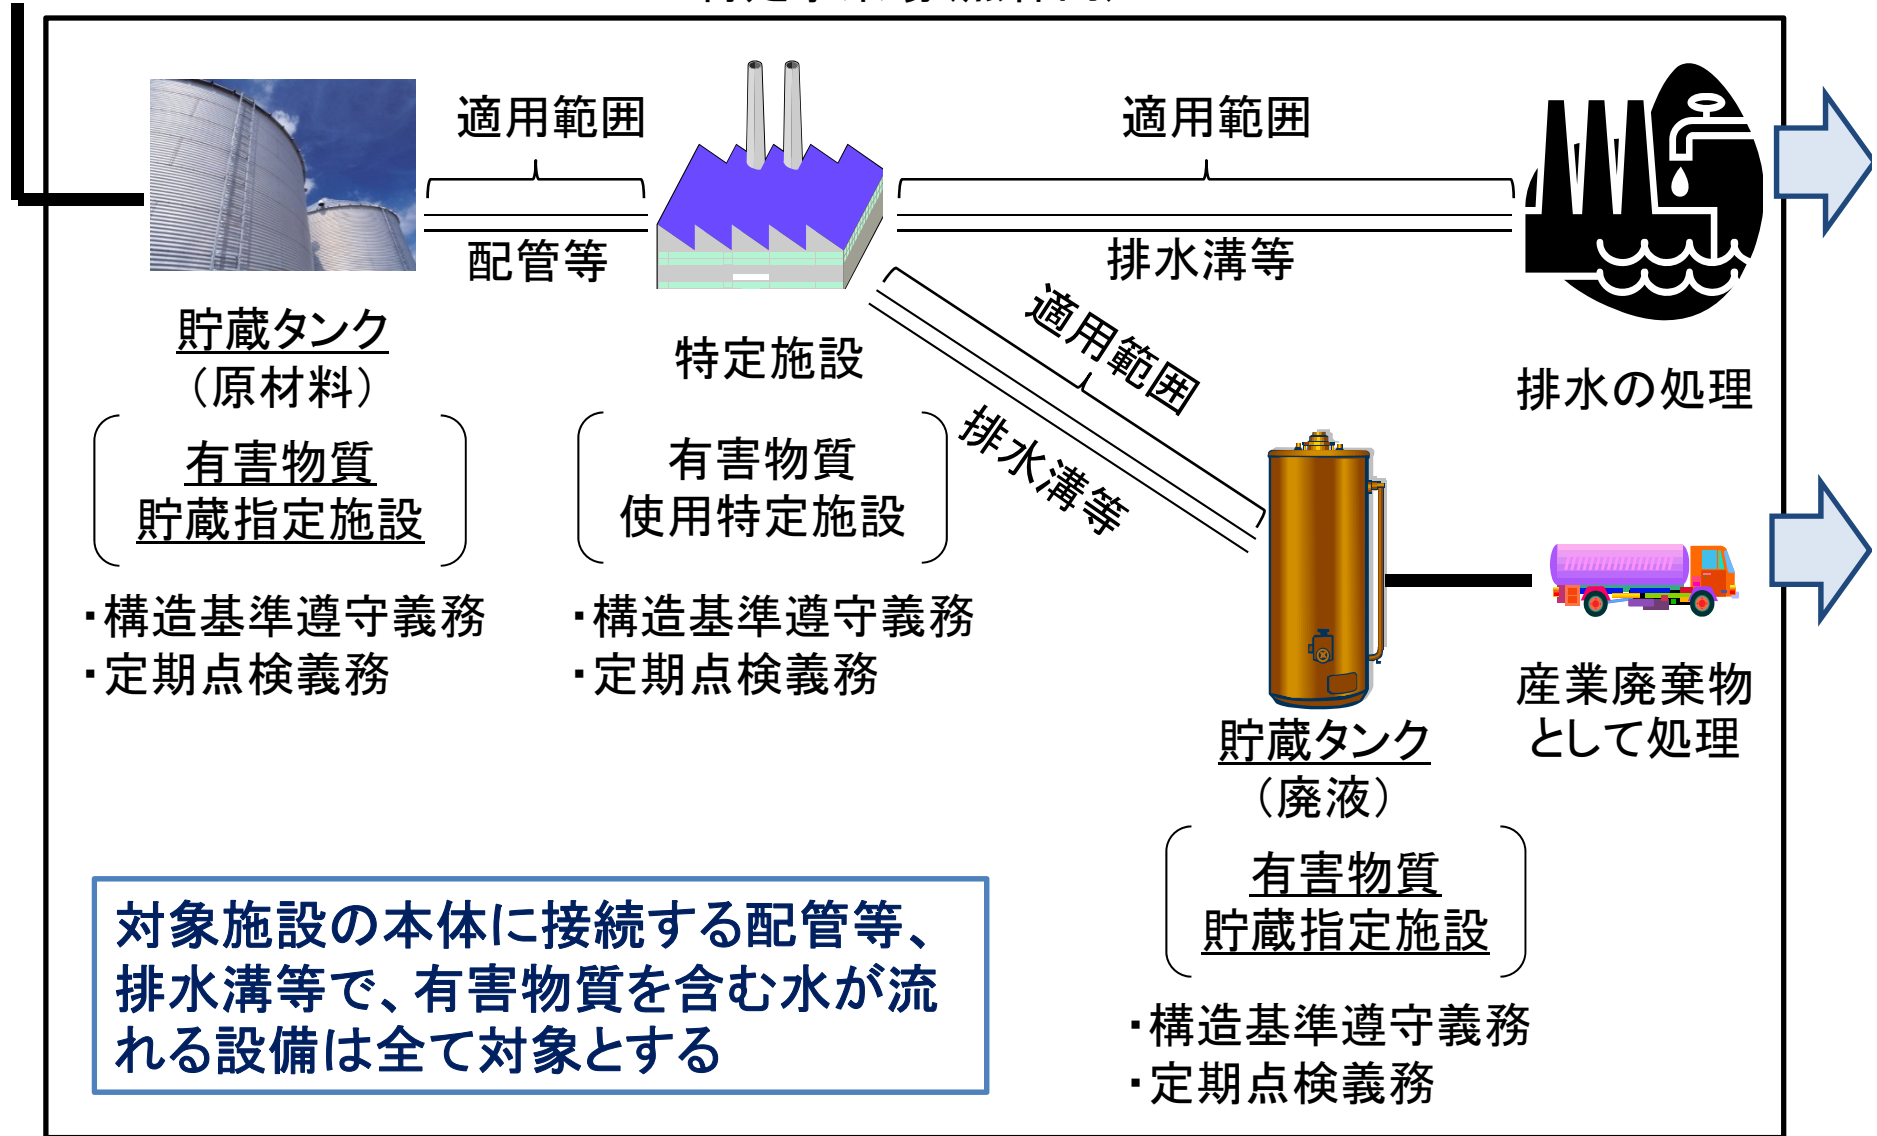 適用範囲
適用範囲
配管等
排水溝等
適用範囲
排水溝等
貯蔵タンク
（原材料）
有害物質
貯蔵指定施設
・構造基準遵守義務
・定期点検義務
特定施設
有害物質
使用特定施設
・構造基準遵守義務
・定期点検義務
排水の処理
産業廃棄物
として処理
貯蔵タンク
（廃液）
有害物質
貯蔵指定施設
・構造基準遵守義務
・定期点検義務
対象施設の本体に接続する配管等、
排水溝等で、有害物質を含む水が流
れる設備は全て対象とする